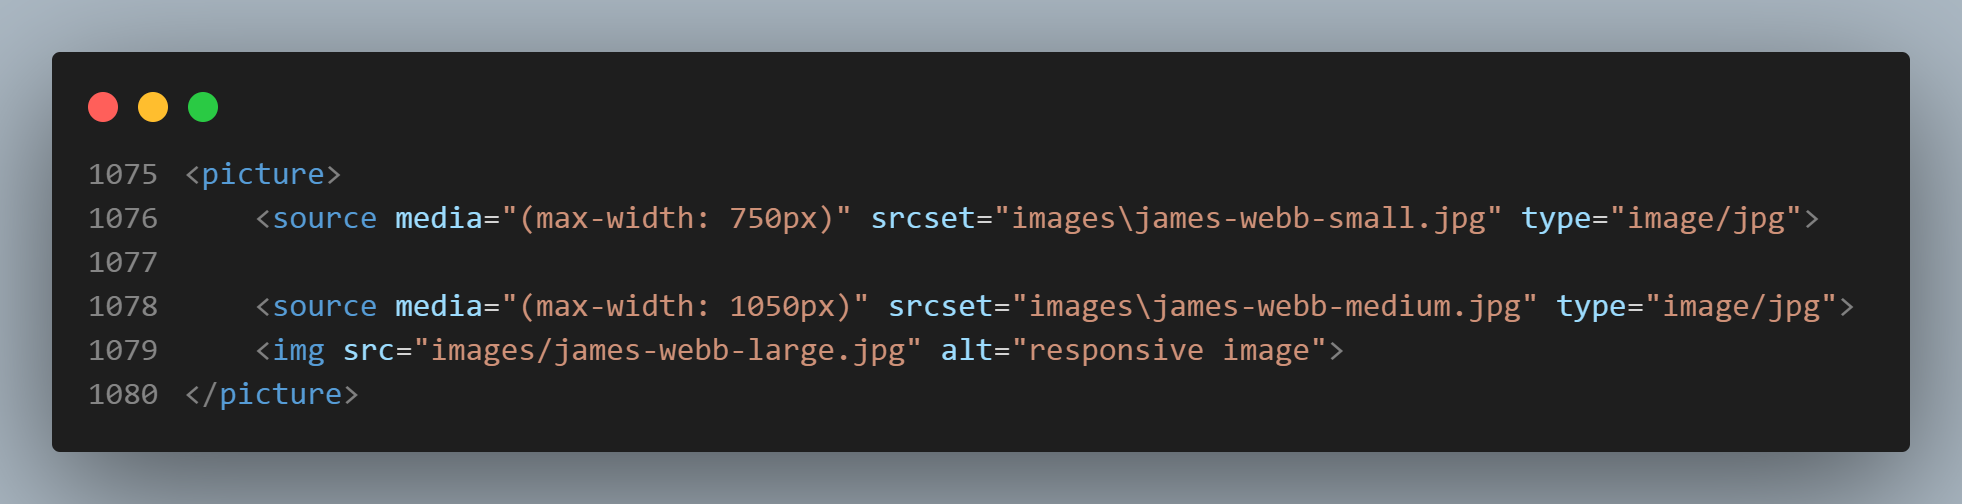 1075 <picture>
1076     <source media="(max-width: 750px)" srcset="images\james-webb-small.jpg" type="image/jpg">
1077
1078     <source media="(max-width: 1050px)" srcset="images\james-webb-medium.jpg" type="image/jpg">
1079     <img src="images/james-webb-large.jpg" alt="responsive image">
1080 </picture>